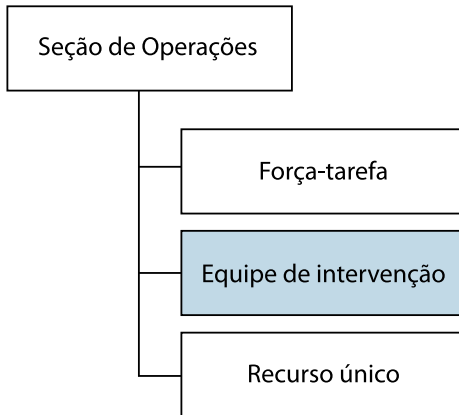 Seção de Operações
Força-tarefa
Equipe de intervenção
Recurso único